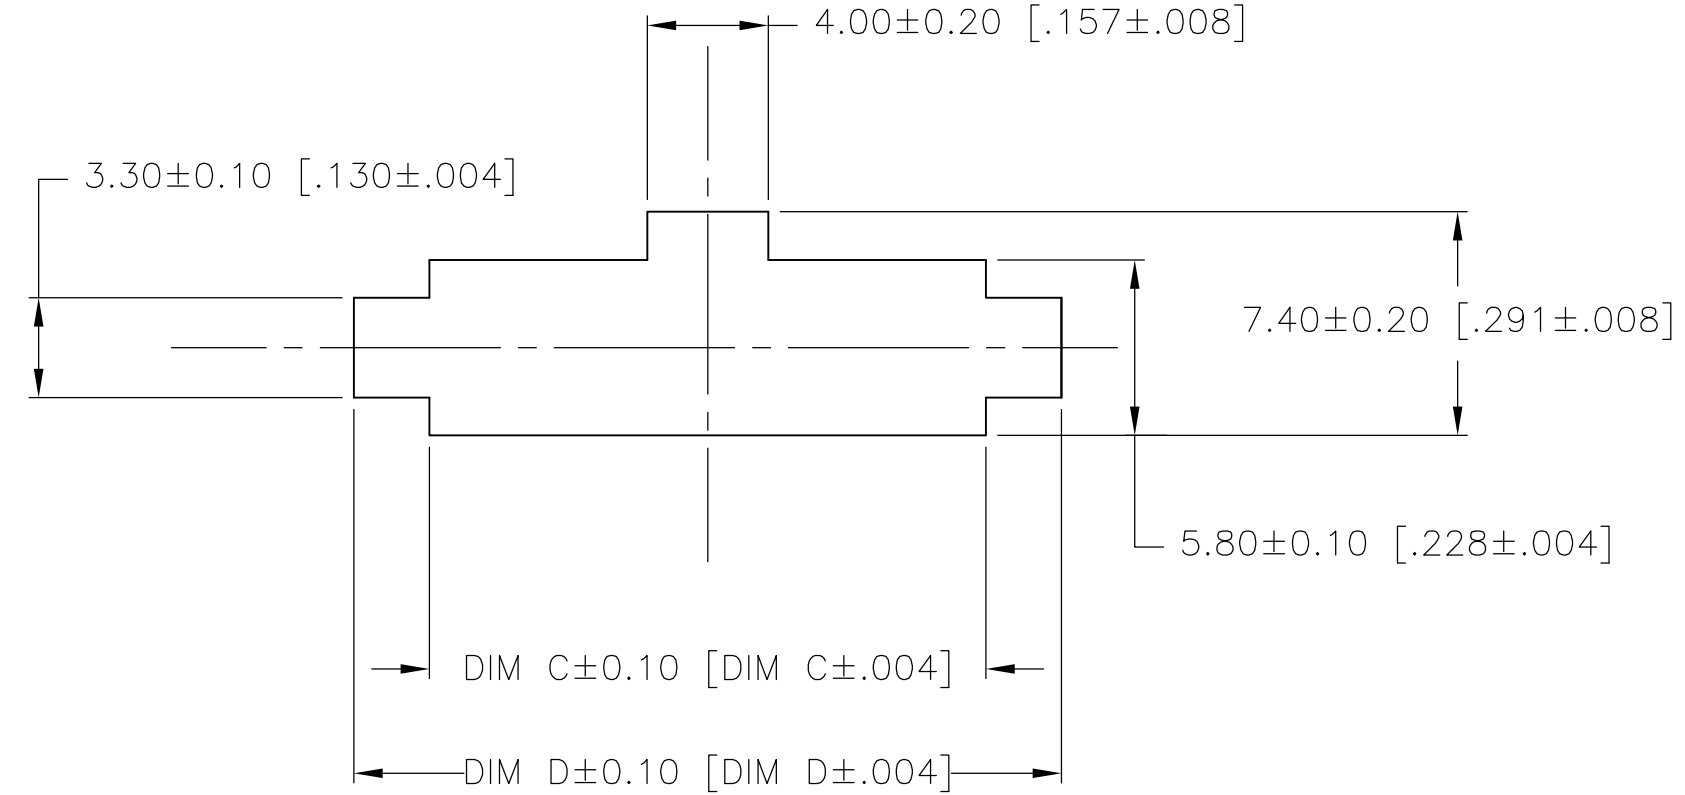 4.00±0.20 [.157±.008]
3.30±0.10 [.130±.004]
7.40±0.20 [.291±.008]
5.80±0.10 [.228±.004]
DIM C±0.10 [DIM C±.004]
DIM D±0.10 [DIM D±.004]